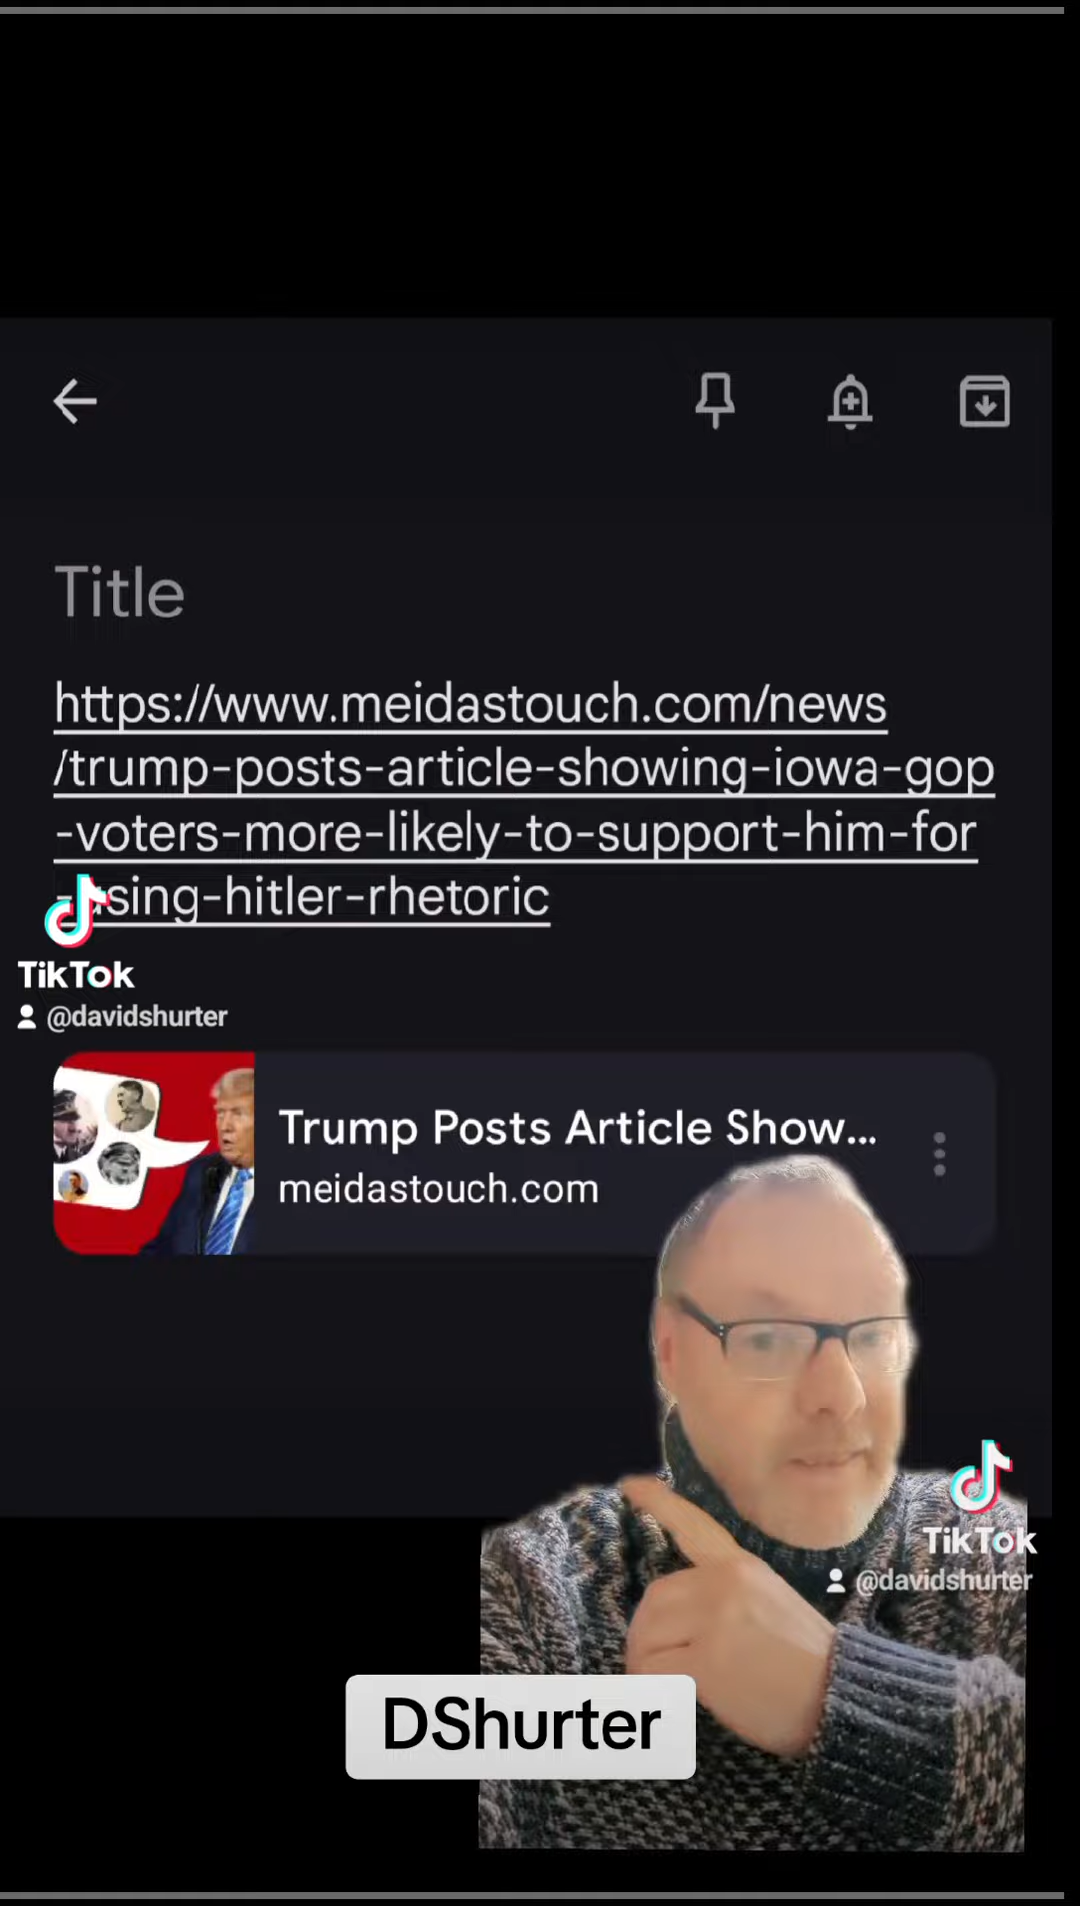 Title
https://www.meidastouch.com/news
/trump-posts-article-showing-iowa-gop
-voters-more-likely-to-support-him-for
-using-hitler-rhetoric
TikTok
@davidshurter
Trump Posts Article Show...
meidastouch.com
TikTok
@davidshurter
DShurter